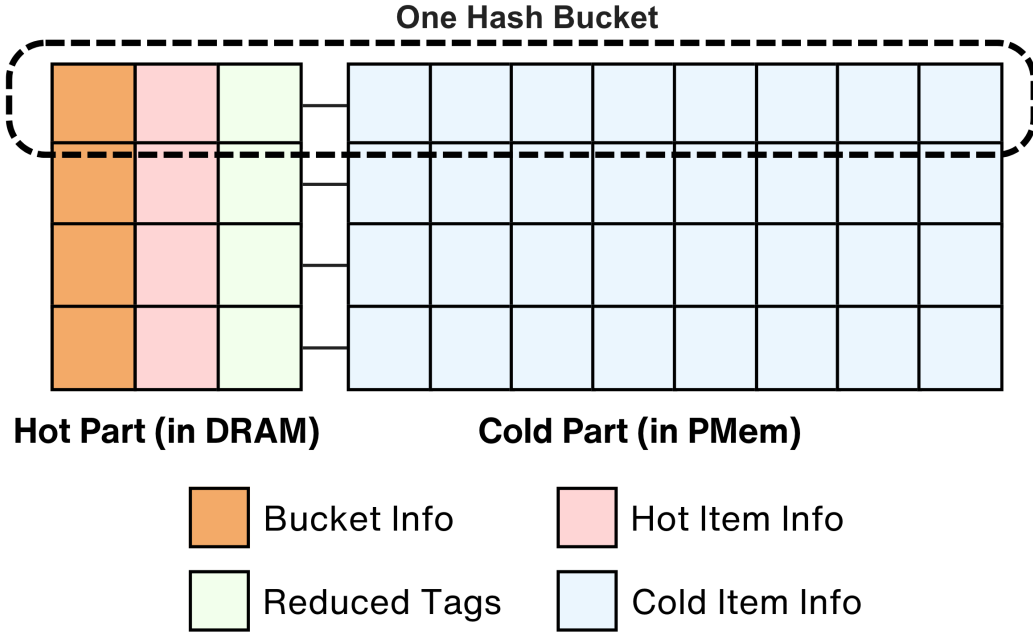 One Hash Bucket
Hot Part (in DRAM)
Cold Part (in PMem)
Bucket Info
Hot Item Info
Reduced Tags
Cold Item Info